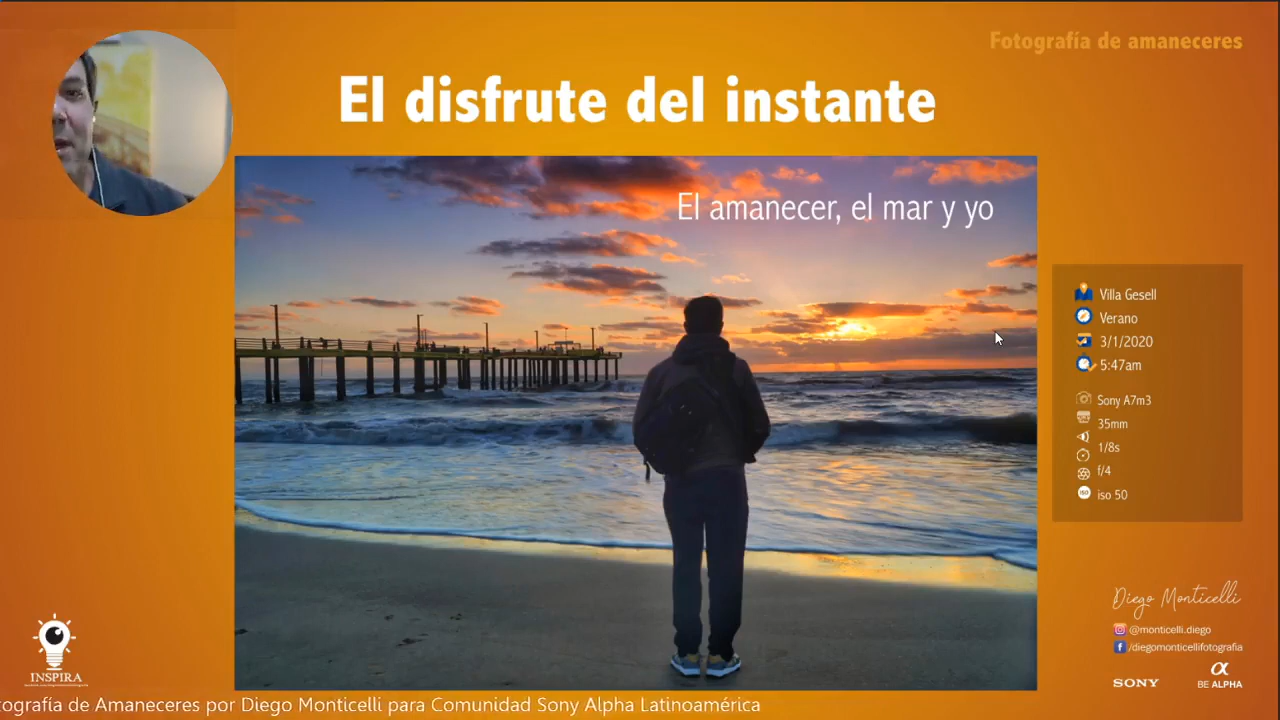 Fotografía de amaneceres
El disfrute del instante
El amanecer, el mar y yo
Villa Gesell
Verano
3/1/2020
5:47am
Sony A7m3
35mm
1/8s
f/4
ISO iso 50
Diego Monticelli
@monticelli.diego
f /diegomonticellifotografia
INSPIRA
SONY
α
BE ALPHA
tografía de Amaneceres por Diego Monticelli para Comunidad Sony Alpha Latinoamérica